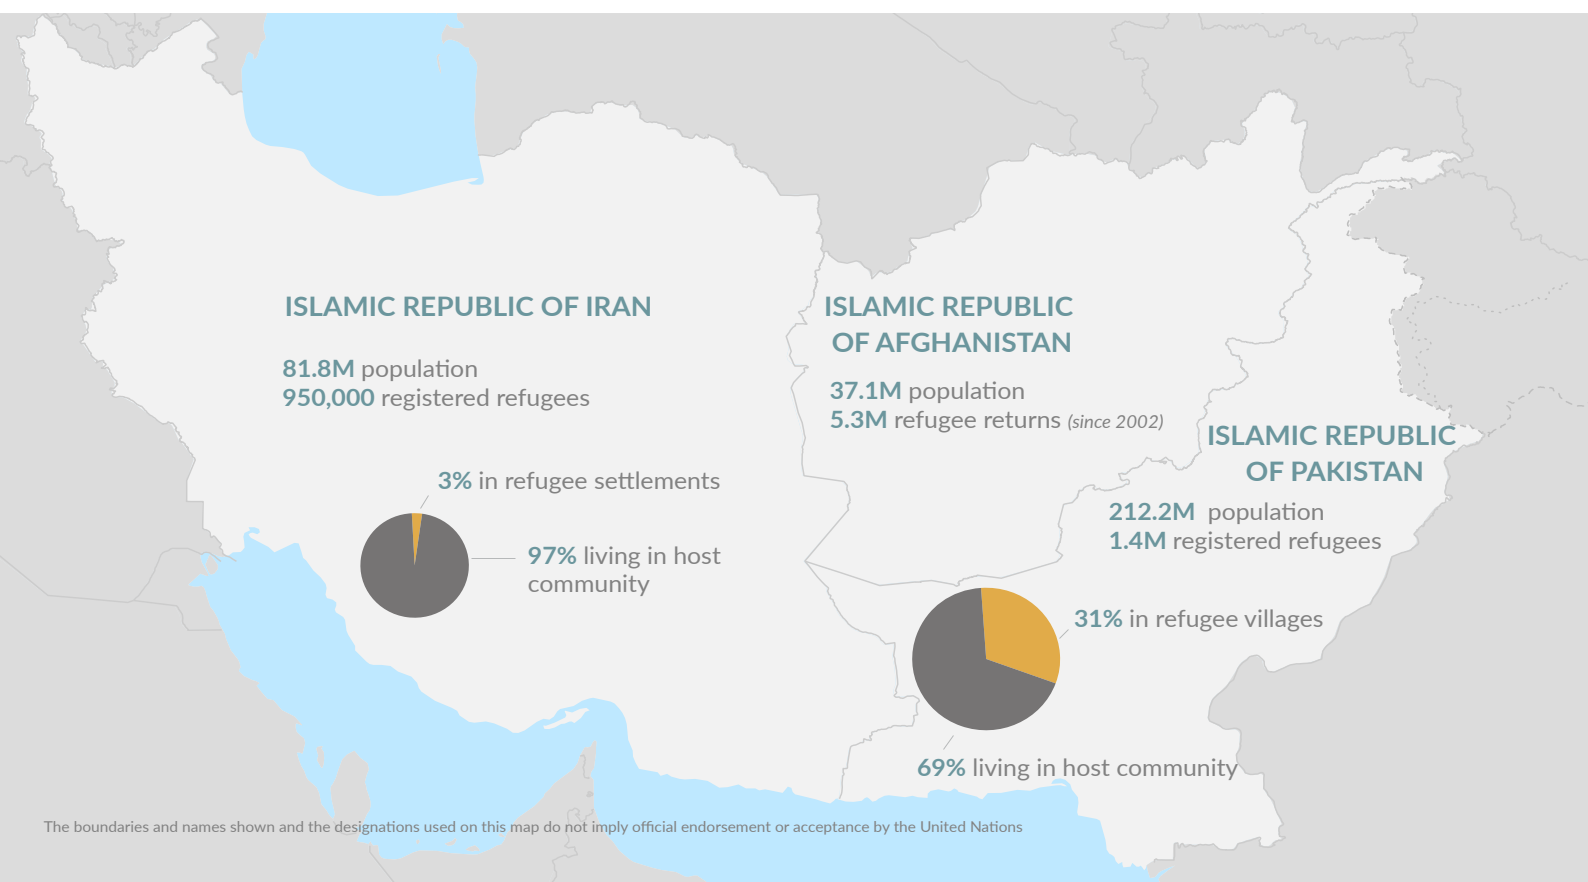 ISLAMIC REPUBLIC OF IRAN
81.8M population
950,000 registered refugees
3% in refugee settlements
97% living in host
community
ISLAMIC REPUBLIC
OF AFGHANISTAN
37.1M population
5.3M refugee returns (since 2002)
ISLAMIC REPUBLIC
OF PAKISTAN
212.2M population
1.4M registered refugees
31% in refugee villages
69% living in host community
The boundaries and names shown and the designations used on this map do not imply official endorsement or acceptance by the United Nations